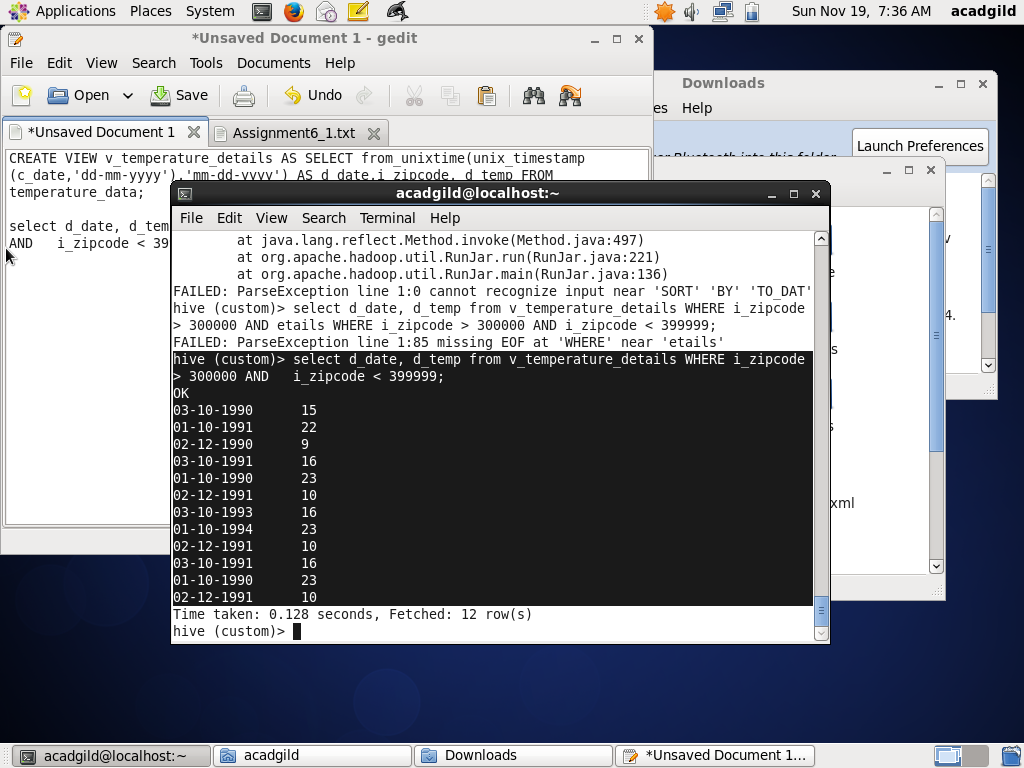 Applications Places System
Sun Nov 19, 7:36 AM acadgild
*Unsaved Document 1 - gedit
File Edit View Search Tools Documents Help
Open Save Undo
*Unsaved Document 1 Assignment6_1.txt
CREATE VIEW v_temperature_details AS SELECT from_unixtime(unix_timestamp
(c_date,'dd-mm-yyyy'),'mm-dd-yyyy') AS d_date,i_zipcode, d_temp FROM
temperature_data;
select d_date, d_tem
AND i_zipcode < 39
Downloads
es Help
Bluetooth into this folder
Launch Preferences
v
e
4.
s
s
xml
acadgild@localhost:~
File Edit View Search Terminal Help
at java.lang.reflect.Method.invoke(Method.java:497)
at org.apache.hadoop.util.RunJar.run(RunJar.java:221)
at org.apache.hadoop.util.RunJar.main(RunJar.java:136)
FAILED: ParseException line 1:0 cannot recognize input near 'SORT' 'BY' 'TO_DAT'
hive (custom)> select d_date, d_temp from v_temperature_details WHERE i_zipcode
> 300000 AND etails WHERE i_zipcode > 300000 AND i_zipcode < 399999;
FAILED: ParseException line 1:85 missing EOF at 'WHERE' near 'etails'
hive (custom)> select d_date, d_temp from v_temperature_details WHERE i_zipcode
> 300000 AND   i_zipcode < 399999;
OK
03-10-1990 15
01-10-1991 22
02-12-1990 9
03-10-1991 16
01-10-1990 23
02-12-1991 10
03-10-1993 16
01-10-1994 23
02-12-1991 10
03-10-1991 16
01-10-1990 23
02-12-1991 10
Time taken: 0.128 seconds, Fetched: 12 row(s)
hive (custom)>
acadgild@localhost:~ acadgild Downloads *Unsaved Document 1...